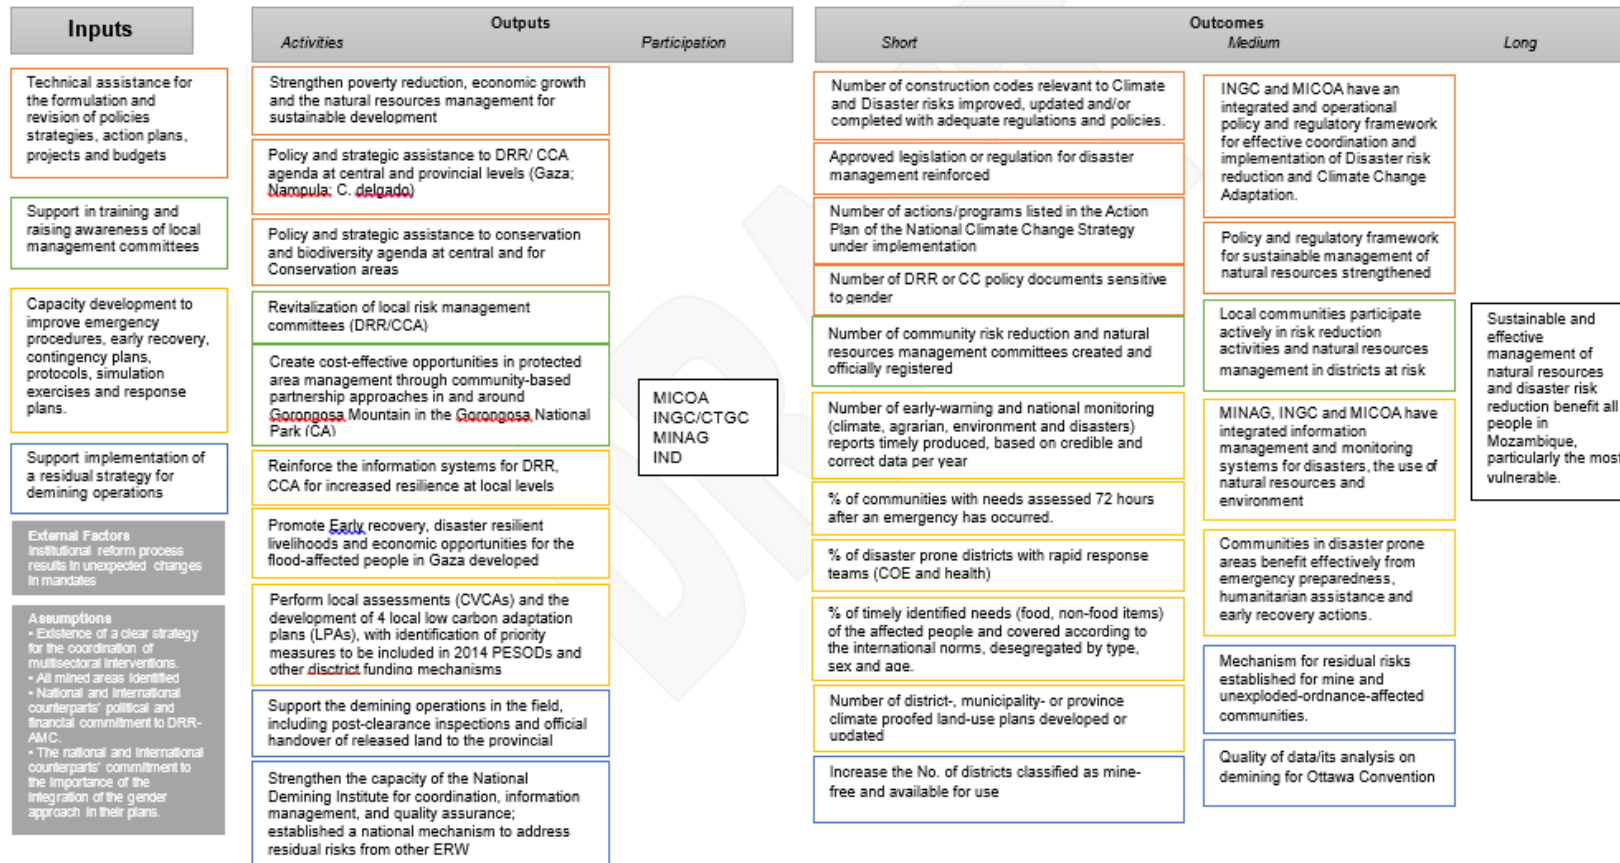 Inputs
Technical assistance for
the formulation and
revision of policies
strategies, action plans,
projects and budgets
Support in training and
raising awareness of local
management committees
Capacity development to
improve emergency
procedures, early recovery,
contingency plans,
protocols, simulation
exercises and response
plans.
Support implementation of
a residual strategy for
demining operations
External Factors
Institutional reform process
results in unexpected changes
in mandates
Assumptions
• Existence of a clear strategy
for the coordination of
multisectoral interventions.
• All mined areas identified
• National and International
counterparts' political and
financial commitment to DRR-
AMC.
• The national and international
counterparts' commitment to
the importance of the
integration of the gender
approach in their plans.
Outputs
Activities
Participation
Strengthen poverty reduction, economic growth
and the natural resources management for
sustainable development
Policy and strategic assistance to DRR/ CCA
agenda at central and provincial levels (Gaza;
Nampula; C. delgado)
Policy and strategic assistance to conservation
and biodiversity agenda at central and for
Conservation areas
Revitalization of local risk management
committees (DRR/CCA)
Create cost-effective opportunities in protected
area management through community-based
partnership approaches in and around
Gorongosa Mountain in the Gorongosa National
Park (CA)
Reinforce the information systems for DRR,
CCA for increased resilience at local levels
Promote Early recovery, disaster resilient
livelihoods and economic opportunities for the
flood-affected people in Gaza developed
Perform local assessments (CVCAs) and the
development of 4 local low carbon adaptation
plans (LPAs), with identification of priority
measures to be included in 2014 PESODs and
other disctrict funding mechanisms
Support the demining operations in the field,
including post-clearance inspections and official
handover of released land to the provincial
Strengthen the capacity of the National
Demining Institute for coordination, information
management, and quality assurance;
established a national mechanism to address
residual risks from other ERW
MICOA
INGC/CTGC
MINAG
IND
Outcomes
Short
Medium
Long
Number of construction codes relevant to Climate
and Disaster risks improved, updated and/or
completed with adequate regulations and policies.
Approved legislation or regulation for disaster
management reinforced
Number of actions/programs listed in the Action
Plan of the National Climate Change Strategy
under implementation
Number of DRR or CC policy documents sensitive
to gender
Number of community risk reduction and natural
resources management committees created and
officially registered
Number of early-warning and national monitoring
(climate, agrarian, environment and disasters)
reports timely produced, based on credible and
correct data per year
% of communities with needs assessed 72 hours
after an emergency has occurred.
% of disaster prone districts with rapid response
teams (COE and health)
% of timely identified needs (food, non-food items)
of the affected people and covered according to
the international norms, desegregated by type,
sex and age.
Number of district-, municipality- or province
climate proofed land-use plans developed or
updated
Increase the No. of districts classified as mine-
free and available for use
INGC and MICOA have an
integrated and operational
policy and regulatory framework
for effective coordination and
implementation of Disaster risk
reduction and Climate Change
Adaptation.
Policy and regulatory framework
for sustainable management of
natural resources strengthened
Local communities participate
actively in risk reduction
activities and natural resources
management in districts at risk
MINAG, INGC and MICOA have
integrated information
management and monitoring
systems for disasters, the use of
natural resources and
environment
Communities in disaster prone
areas benefit effectively from
emergency preparedness,
humanitarian assistance and
early recovery actions.
Mechanism for residual risks
established for mine and
unexploded-ordnance-affected
communities.
Quality of data/its analysis on
demining for Ottawa Convention
Sustainable and
effective
management of
natural resources
and disaster risk
reduction benefit all
people in
Mozambique,
particularly the most
vulnerable.
DRAFT